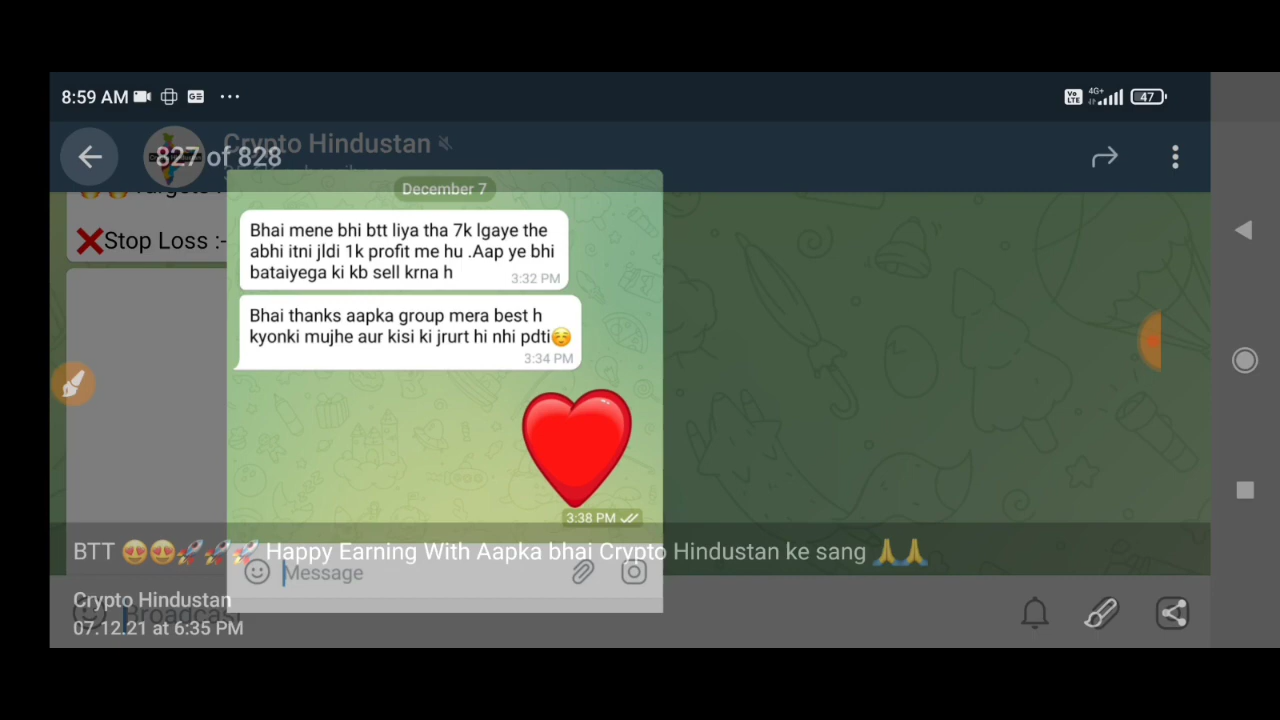 8:59 AM
Vo LTE 4G+ 47
Crypto Hindustan
827 of 828
December 7
Stop Loss :-
Bhai mene bhi btt liya tha 7k lgaye the
abhi itni jldi 1k profit me hu .Aap ye bhi
bataiyega ki kb sell krna h
3:32 PM
Bhai thanks aapka group mera best h
kyonki mujhe aur kisi ki jrurt hi nhi pdti☺️
3:34 PM
3:38 PM
BTT 😍😍🚀🚀🚀 Happy Earning With Aapka bhai Crypto Hindustan ke sang 🙏🙏
Message
Crypto Hindustan
Broadcast
07.12.21 at 6:35 PM